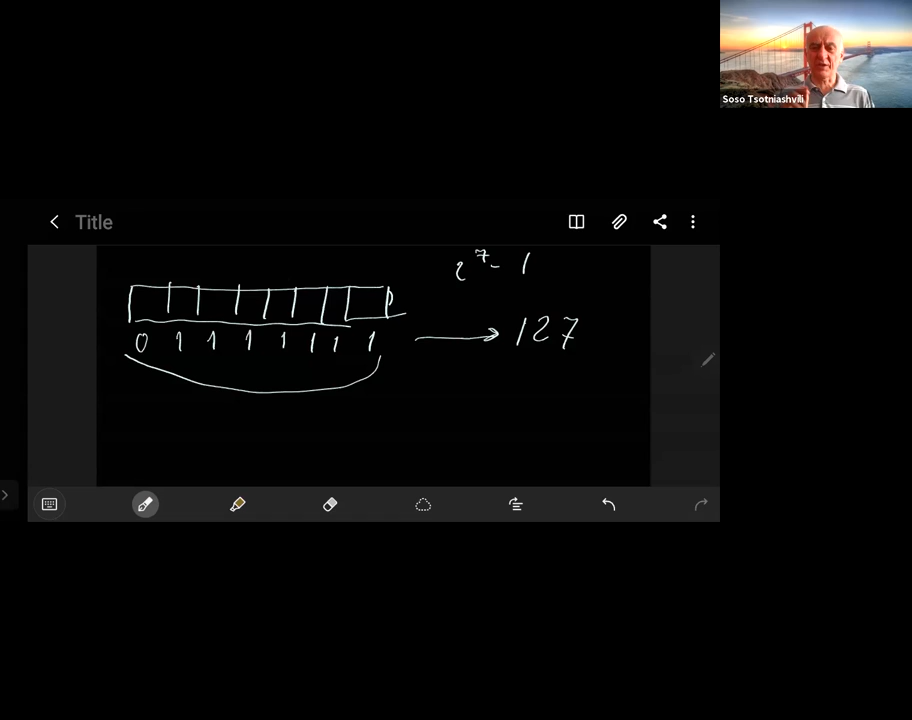 Soso Tsotniashvili
Title
2⁷- 1
0 1 1 1 1 1 1 1 → 127